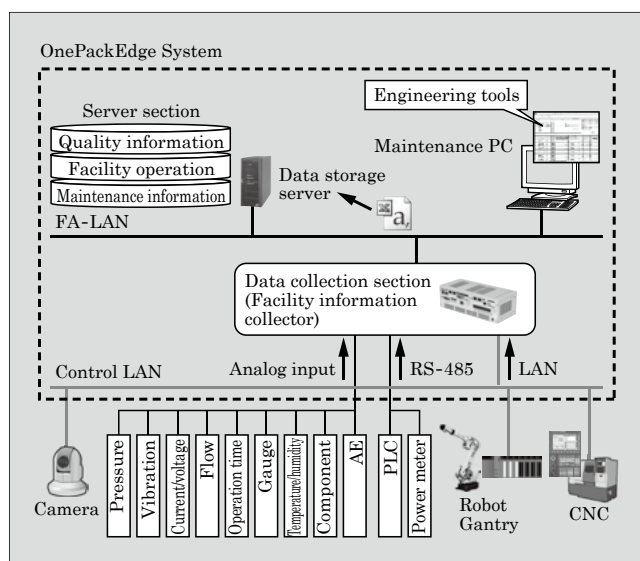 OnePackEdge System
Server section
Quality information
Facility operation
Maintenance information
FA-LAN
Data storage
server
a,
Engineering tools
Maintenance PC
Data collection section
(Facility information
collector)
Control LAN
Analog input
RS-485
LAN
Camera
Pressure
Vibration
Current/voltage
Flow
Operation time
Gauge
Temperature/humidity
Component
AE
PLC
Power meter
Robot
Gantry
CNC